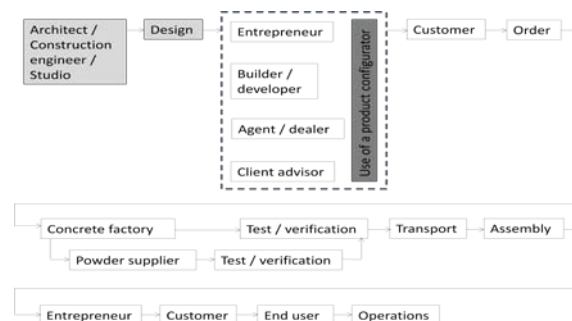 Architect /
Construction
engineer /
Studio
Design
Entrepreneur
Builder /
developer
Agent / dealer
Client advisor
Use of a product configurator
Customer
Order
Concrete factory
Test / verification
Transport
Assembly
Powder supplier
Test / verification
Entrepreneur
Customer
End user
Operations